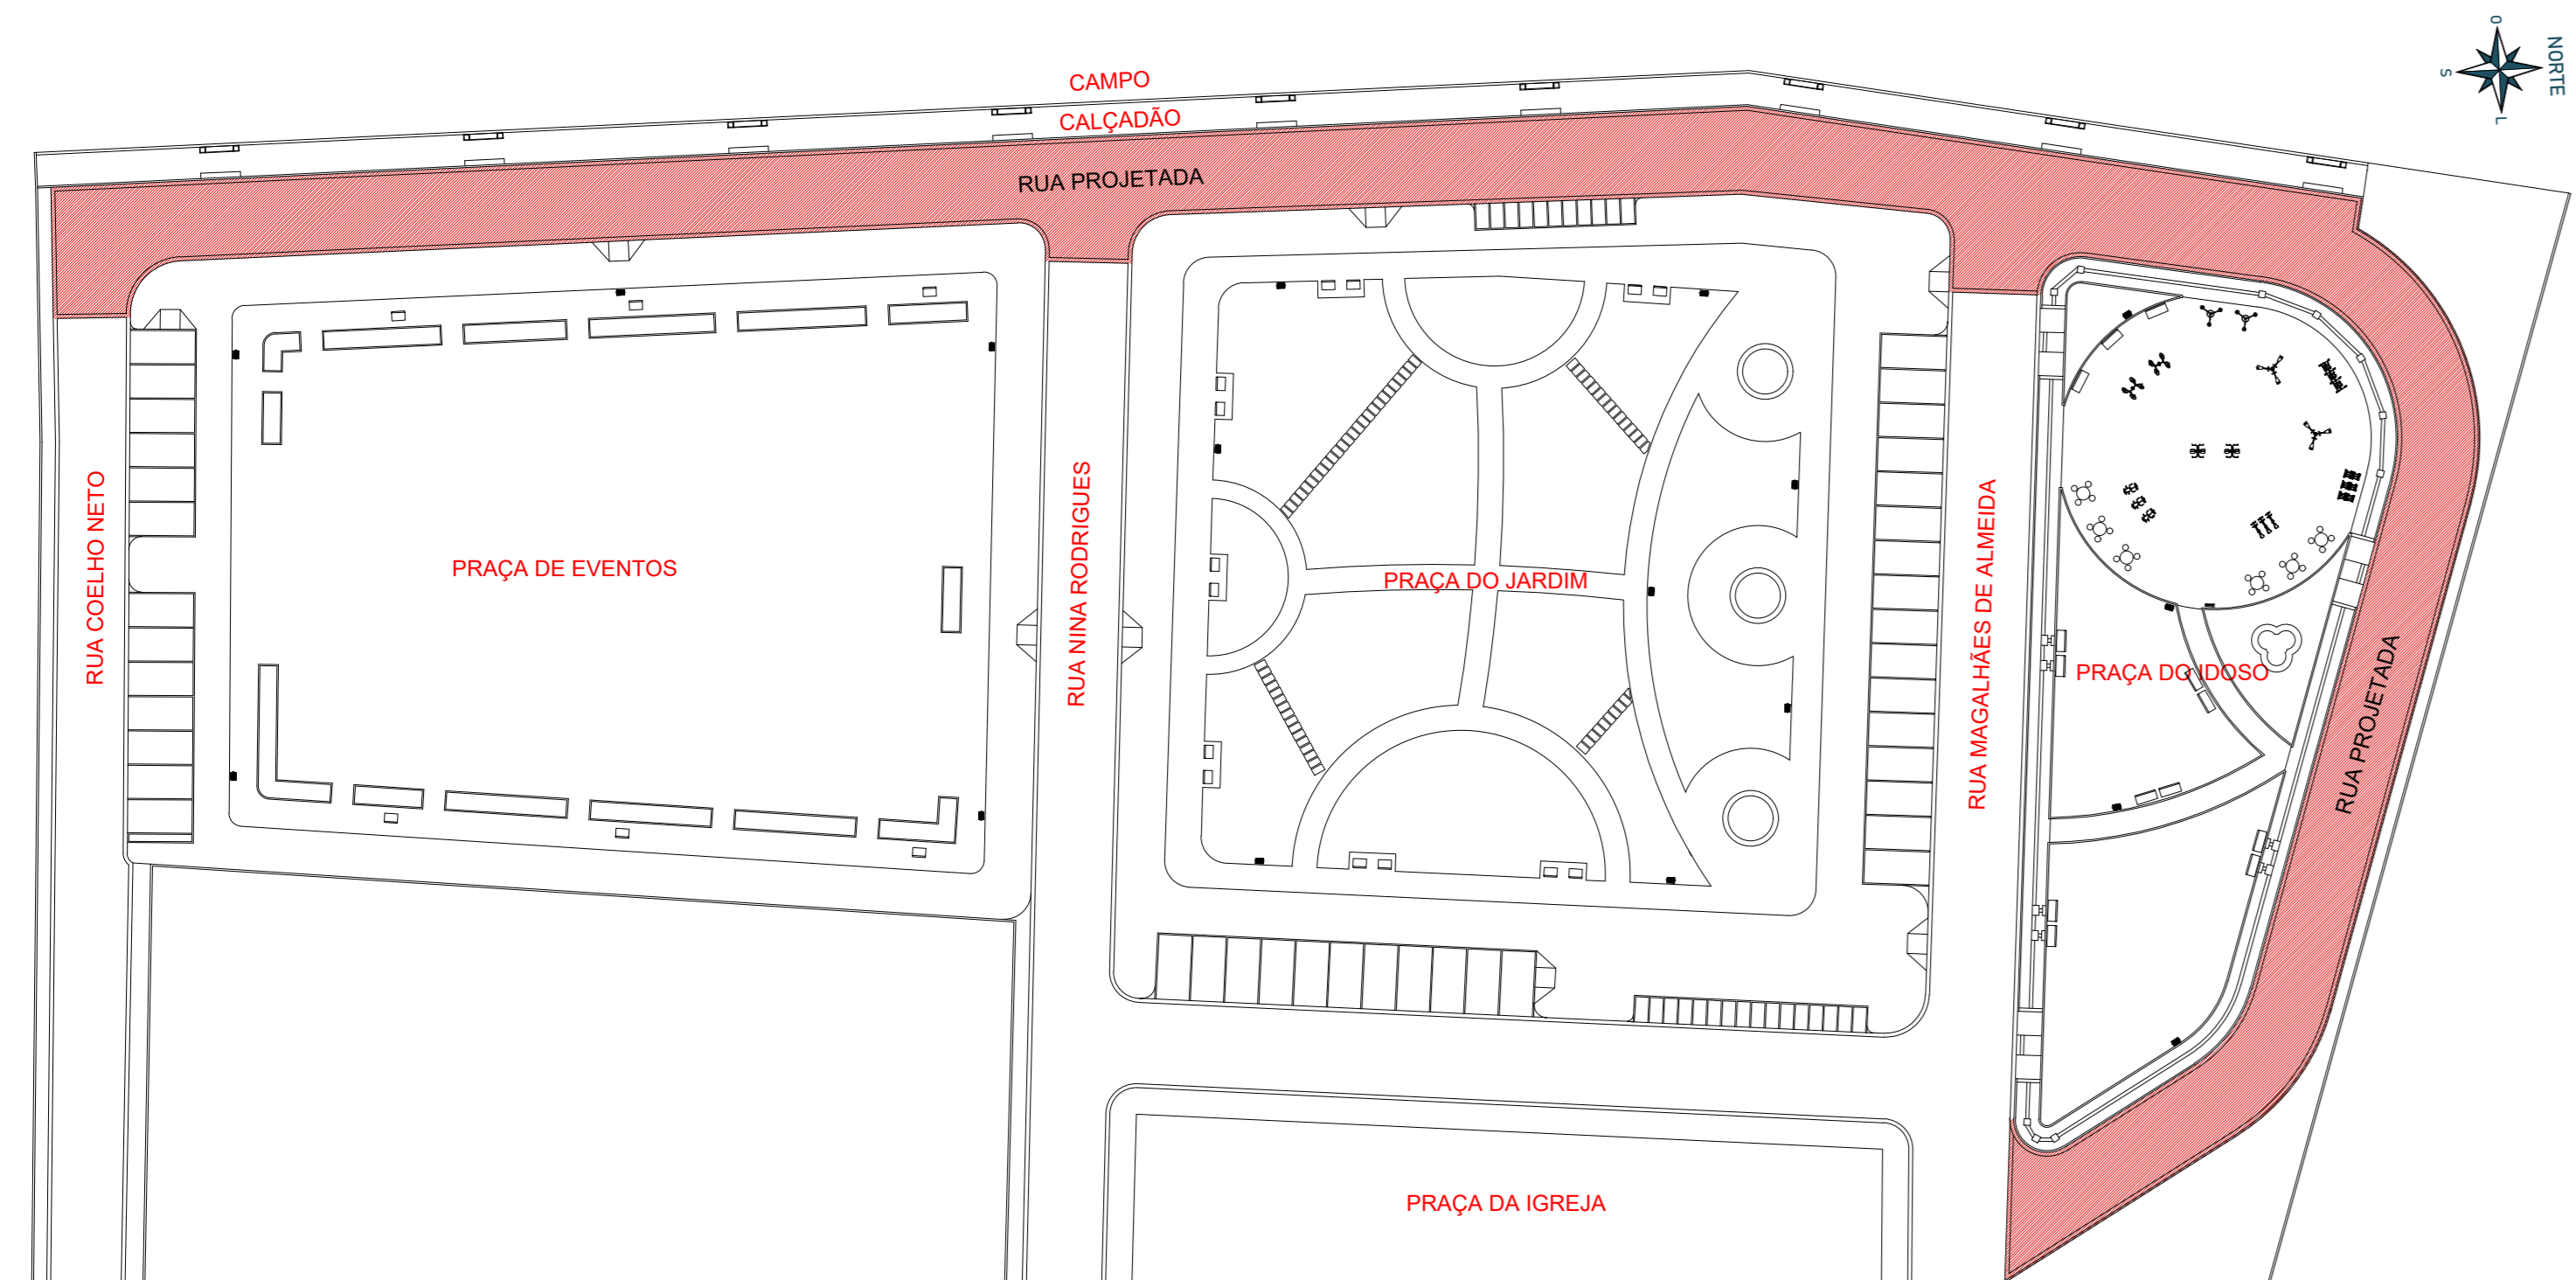 O
NORTE
S
L
CAMPO
CALÇADÃO
RUA PROJETADA
RUA COELHO NETO
PRAÇA DE EVENTOS
RUA NINA RODRIGUES
PRAÇA DO JARDIM
RUA MAGALHÃES DE ALMEIDA
PRAÇA DO IDOSO
RUA PROJETADA
PRAÇA DA IGREJA